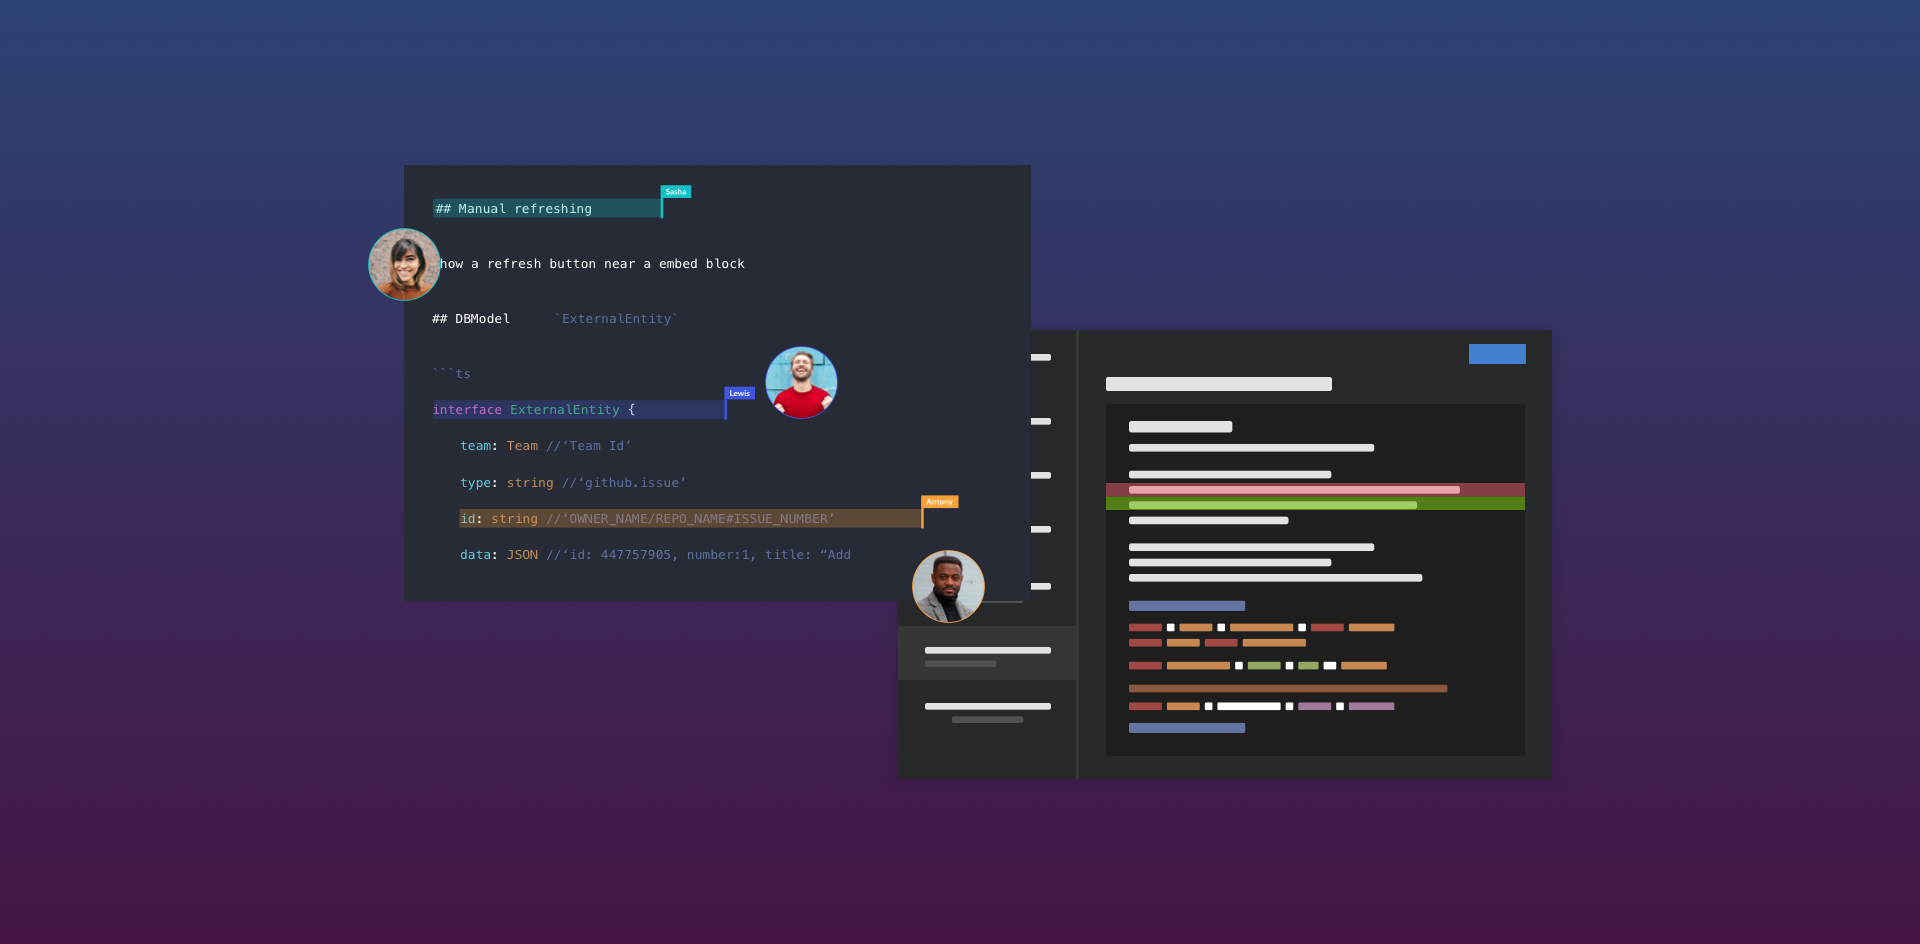 Sasha
## Manual refreshing
how a refresh button near a embed block
## DBModel `ExternalEntity`
```ts
Lewis
interface ExternalEntity {
team: Team //‘Team Id’
type: string //‘github.issue’
Antony
id: string //‘OWNER_NAME/REPO_NAME#ISSUE_NUMBER’
data: JSON //‘id: 447757905, number:1, title: “Add